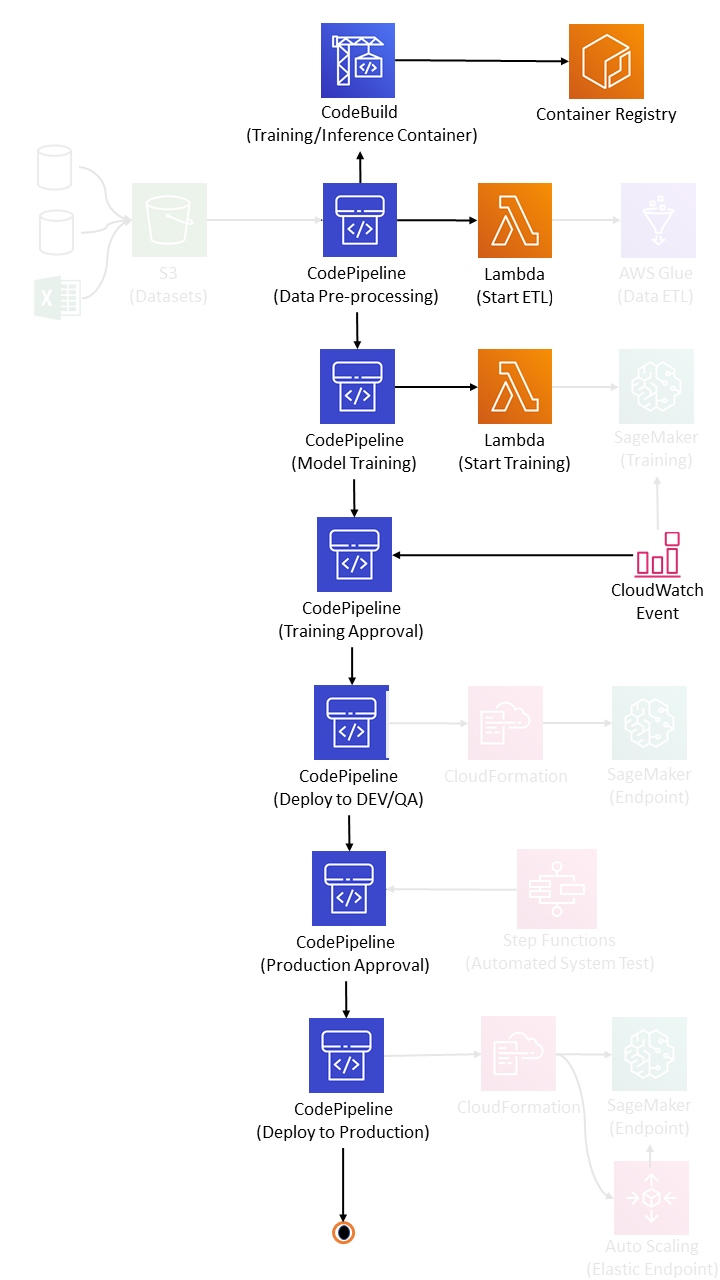 CodeBuild
(Training/Inference Container)
Container Registry
S3
(Datasets)
CodePipeline
(Data Pre-processing)
Lambda
(Start ETL)
AWS Glue
(Data ETL)
CodePipeline
(Model Training)
Lambda
(Start Training)
SageMaker
(Training)
CodePipeline
(Training Approval)
CloudWatch
Event
CodePipeline
(Deploy to DEV/QA)
CloudFormation
SageMaker
(Endpoint)
CodePipeline
(Production Approval)
Step Functions
(Automated System Test)
CodePipeline
(Deploy to Production)
CloudFormation
SageMaker
(Endpoint)
Auto Scaling
(Elastic Endpoint)